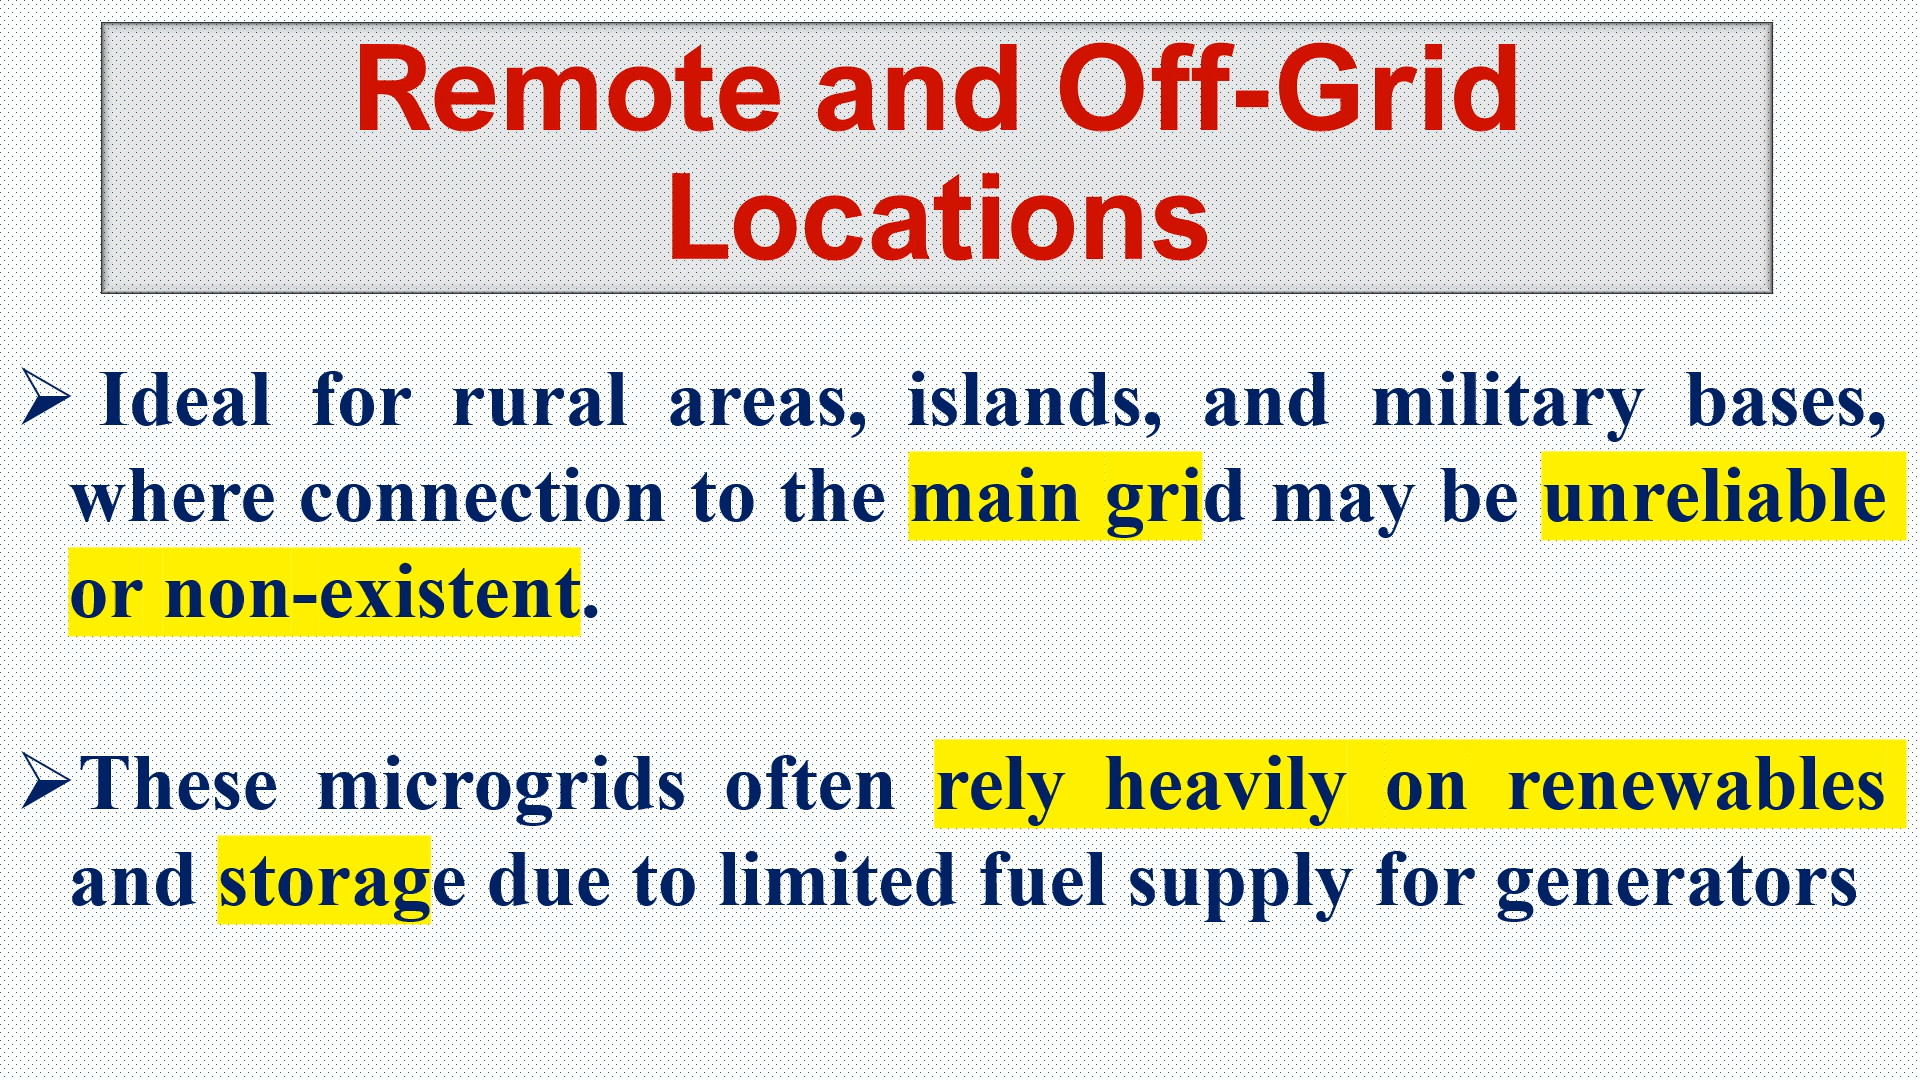 Remote and Off-Grid
Locations
➢ Ideal for rural areas, islands, and military bases,
where connection to the main grid may be unreliable
or non-existent.
➢These microgrids often rely heavily on renewables
and storage due to limited fuel supply for generators